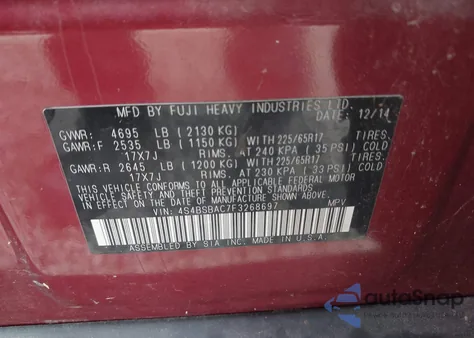 MFD BY FUJI HEAVY INDUSTRIES LTD.
DATE: 12/14
GVWR: 4695 LB (2130 KG)
GAWR:F 2535 LB (1150 KG) WITH 225/65R17 TIRES.
17X7J RIMS. AT 240 KPA ( 35 PSI) COLD
GAWR:R 2645 LB (1200 KG) WITH 225/65R17 TIRES.
17X7J RIMS. AT 230 KPA ( 33 PSI) COLD
THIS VEHICLE CONFORMS TO ALL APPLICABLE FEDERAL MOTOR
VEHICLE SAFETY, BUMPER, AND THEFT PREVENTION STANDARDS
IN EFFECT ON THE DATE OF MANUFACTURE SHOWN ABOVE.
VIN: 4S4BSBAC7F3268697 MPV
ASSEMBLED BY SIA INC. MADE IN U.S.A.
autoSnap